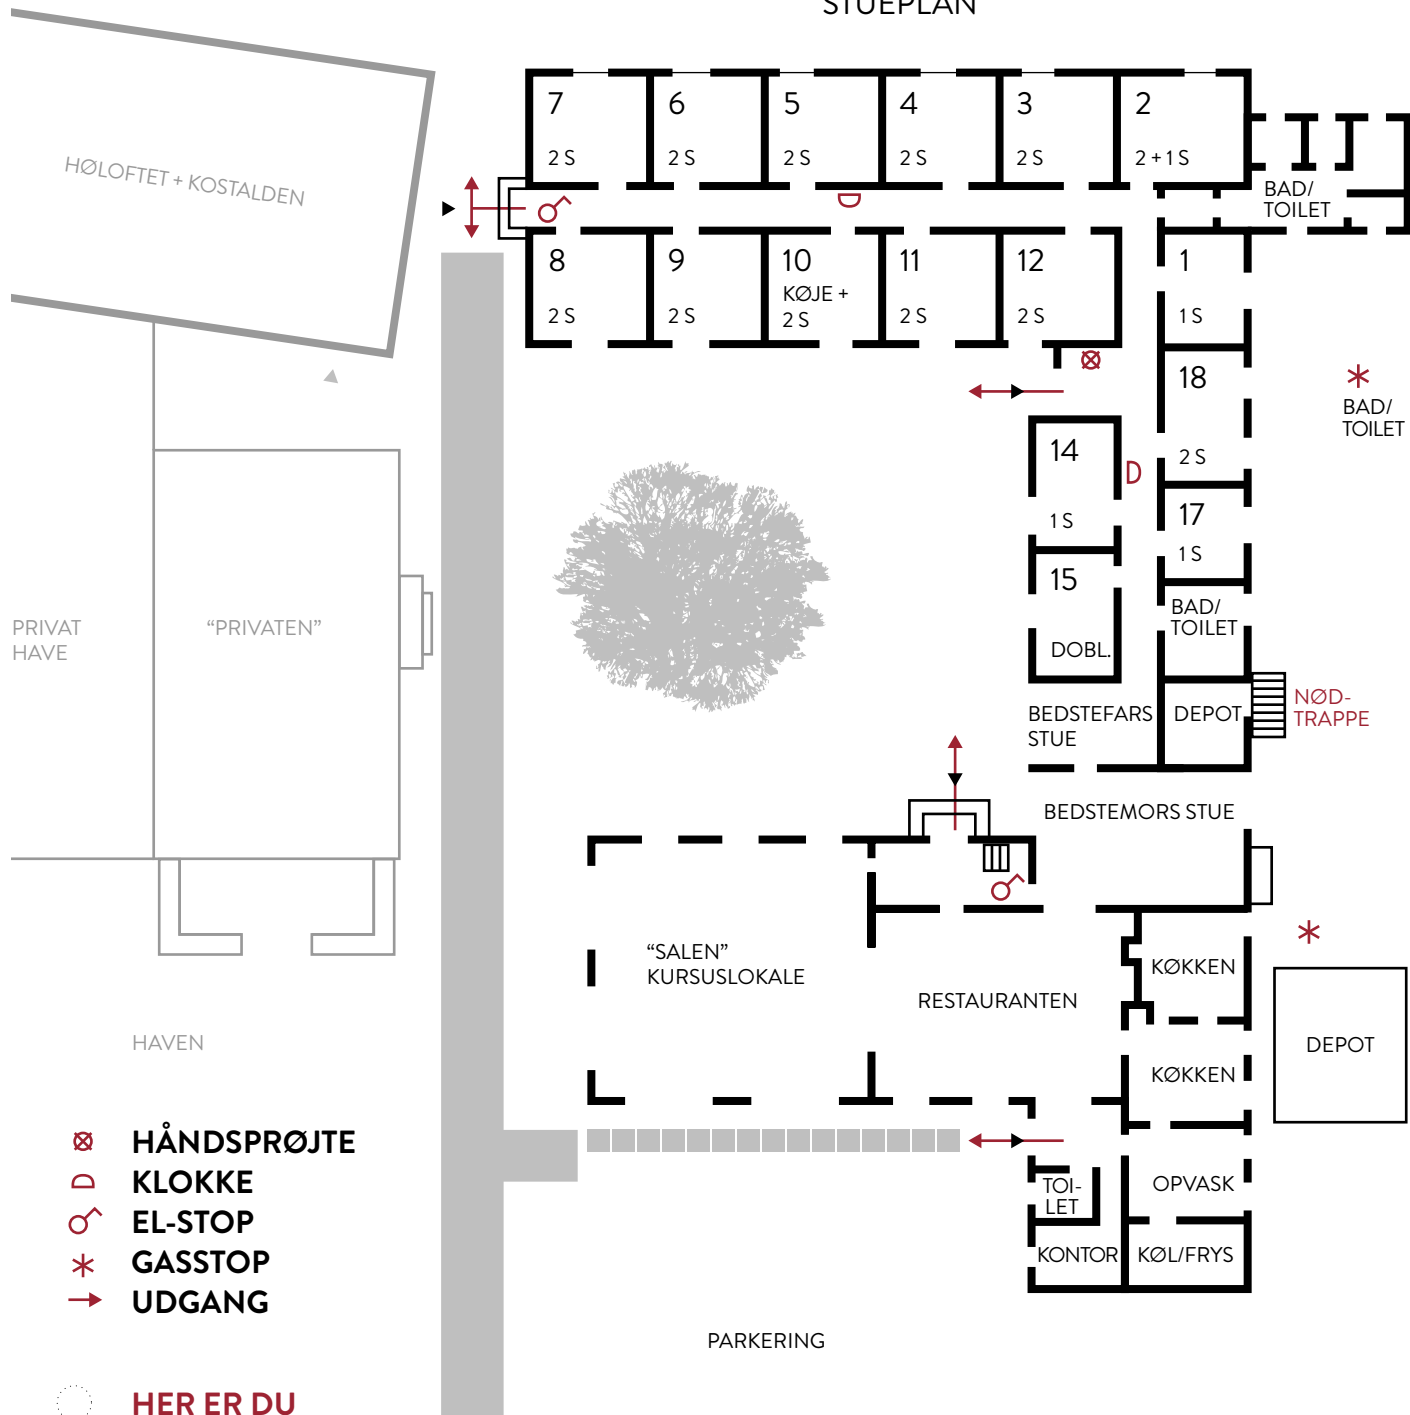 STUEPLAN
HØLOFTET + KOSTALDEN
7
2 S
6
2 S
5
2 S
4
2 S
3
2 S
2
2 + 1 S
BAD/
TOILET
8
2 S
9
2 S
10
KØJE +
2 S
11
2 S
12
2 S
1
1 S
18
2 S
BAD/
TOILET
14
1 S
17
1 S
15
DOBL.
BAD/
TOILET
PRIVAT
HAVE
“PRIVATEN”
BEDSTEFARS
STUE
DEPOT
NØD-
TRAPPE
BEDSTEMORS STUE
“SALEN”
KURSUSLOKALE
RESTAURANTEN
KØKKEN
KØKKEN
DEPOT
HAVEN
TOI-
LET
OPVASK
KONTOR
KØL/FRYS
PARKERING
HÅNDSPRØJTE
KLOKKE
EL-STOP
GASSTOP
UDGANG
HER ER DU